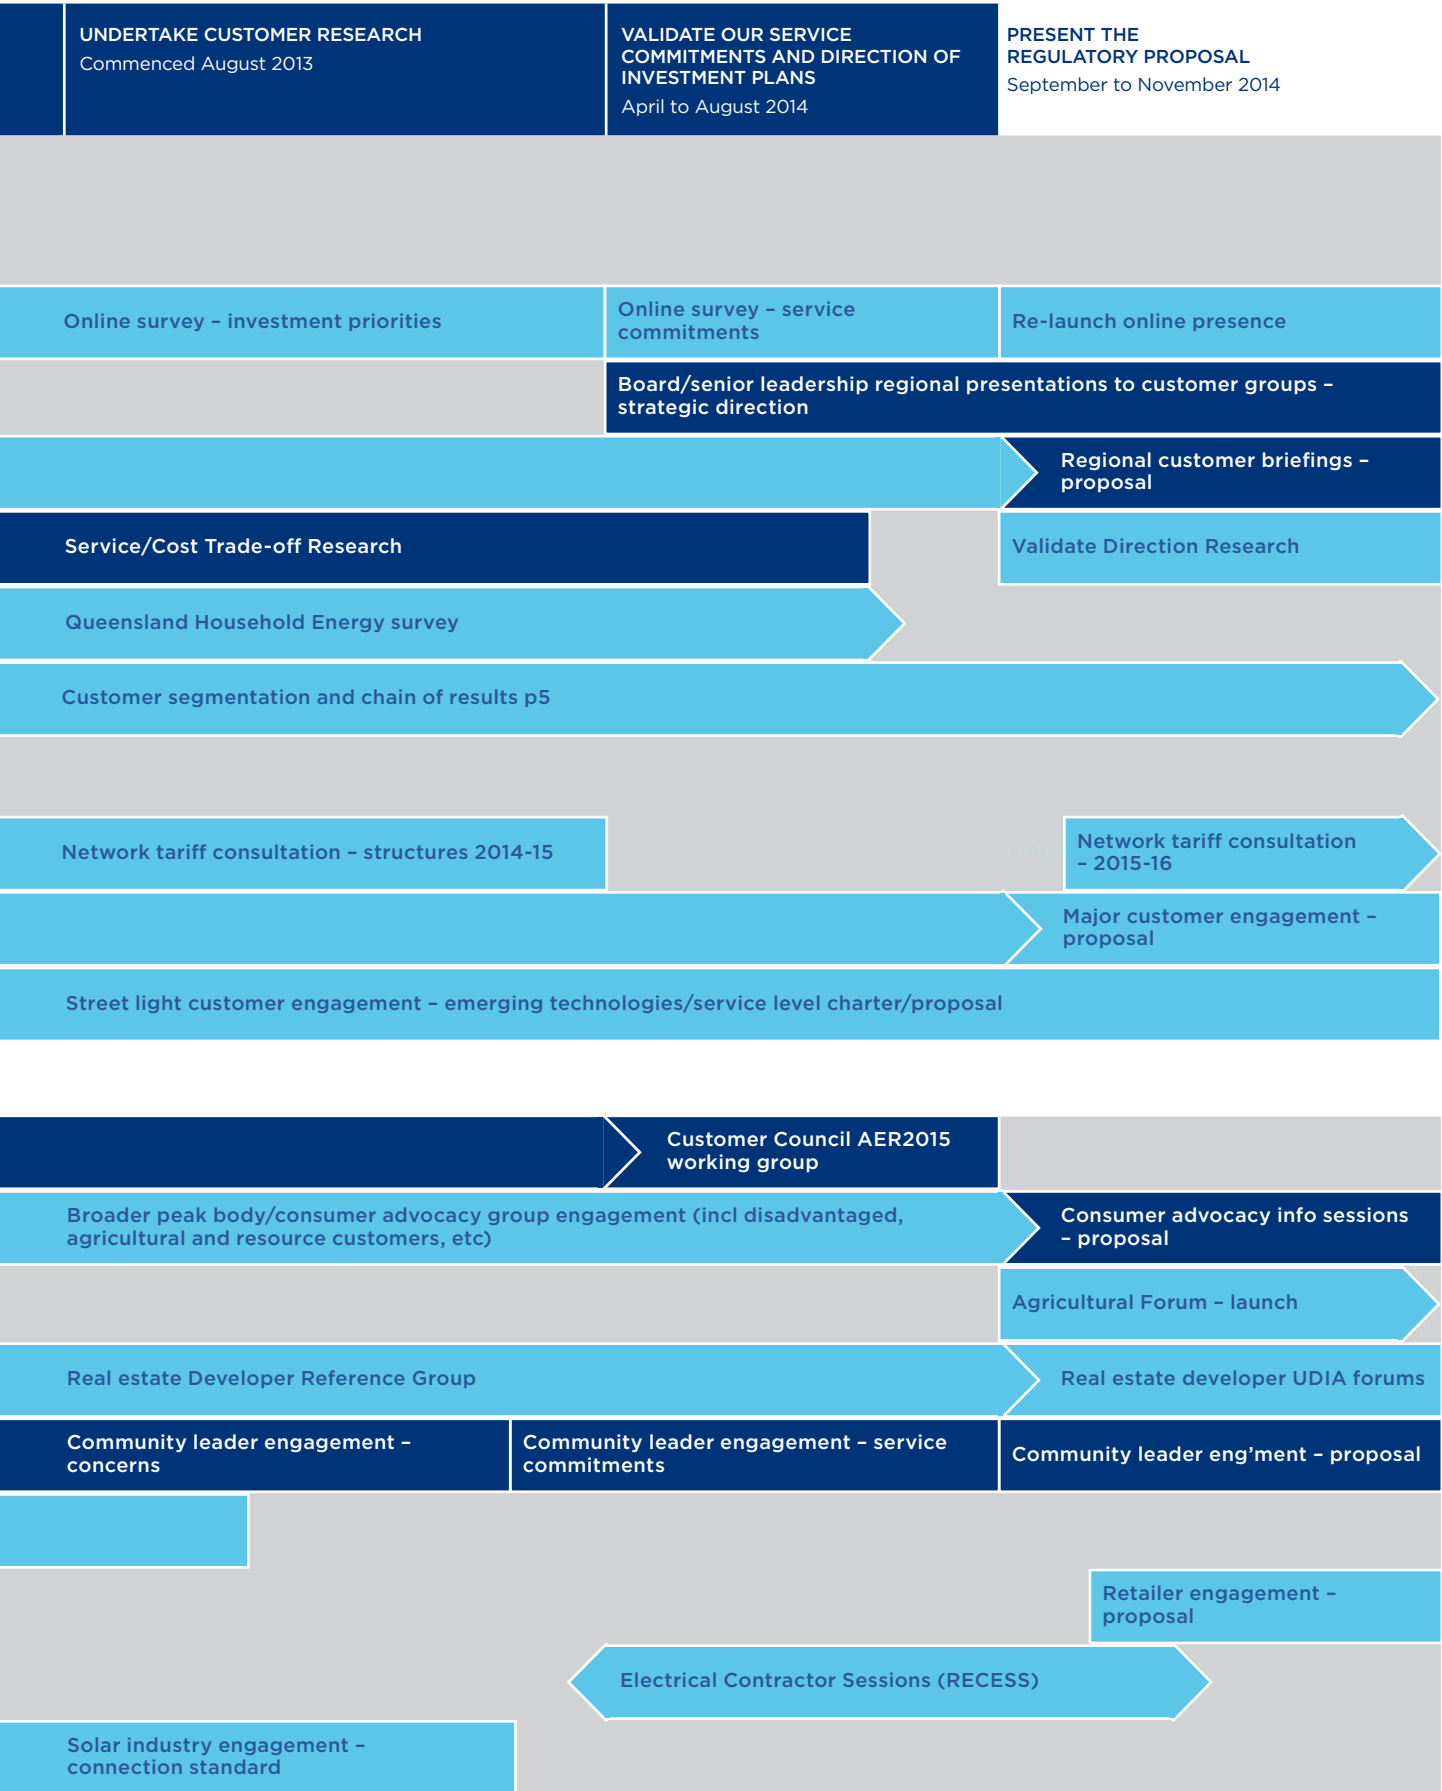 UNDERTAKE CUSTOMER RESEARCH
Commenced August 2013
VALIDATE OUR SERVICE
COMMITMENTS AND DIRECTION OF
INVESTMENT PLANS
April to August 2014
PRESENT THE
REGULATORY PROPOSAL
September to November 2014
Online survey – investment priorities
Online survey – service
commitments
Re-launch online presence
Board/senior leadership regional presentations to customer groups –
strategic direction
Regional customer briefings –
proposal
Service/Cost Trade-off Research
Validate Direction Research
Queensland Household Energy survey
Customer segmentation and chain of results p5
Network tariff consultation – structures 2014-15
Network tariff consultation
– 2015-16
Major customer engagement –
proposal
Street light customer engagement – emerging technologies/service level charter/proposal
Customer Council AER2015
working group
Broader peak body/consumer advocacy group engagement (incl disadvantaged,
agricultural and resource customers, etc)
Consumer advocacy info sessions
– proposal
Agricultural Forum – launch
Real estate Developer Reference Group
Real estate developer UDIA forums
Community leader engagement –
concerns
Community leader engagement – service
commitments
Community leader eng’ment – proposal
Retailer engagement –
proposal
Electrical Contractor Sessions (RECESS)
Solar industry engagement –
connection standard